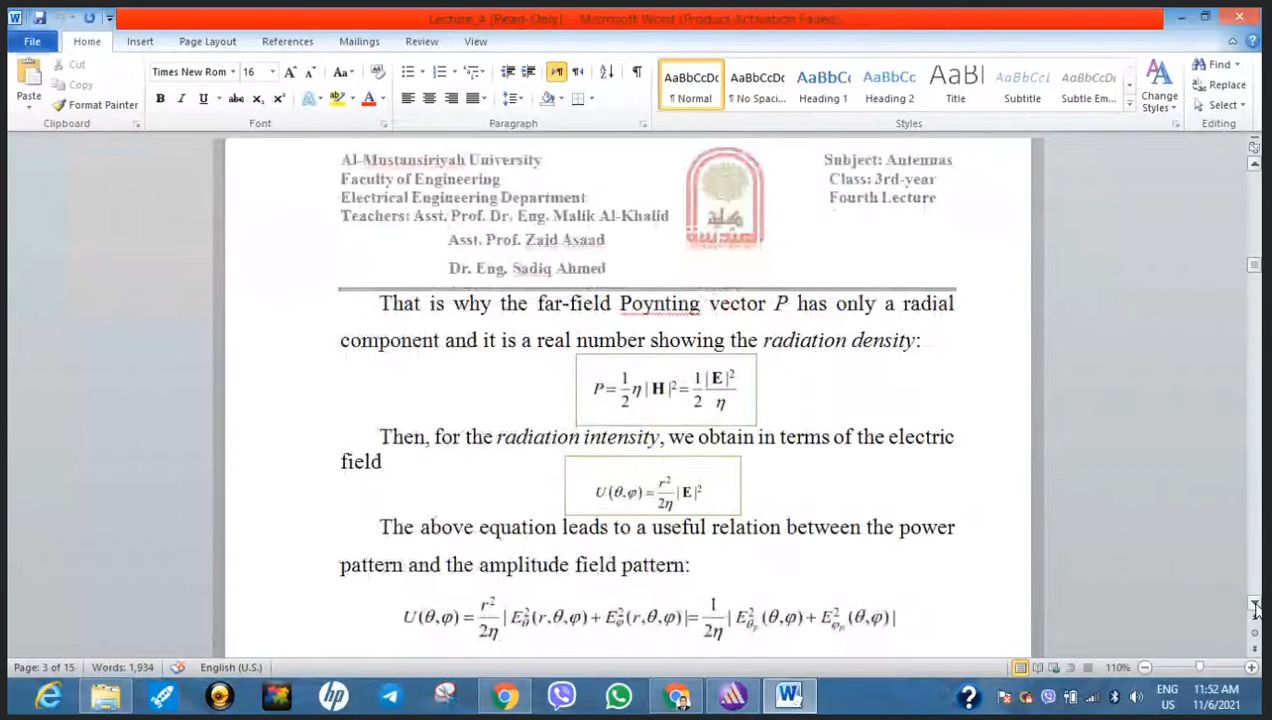 Lecture_4 [Read-Only] - Microsoft Word (Product Activation Failed)
File Home Insert Page Layout References Mailings Review View
Paste
Cut
Copy
Format Painter
Clipboard
Times New Rom 16
Font
Paragraph
AaBbCcDc AaBbCcDc AaBbC( AaBbCc AaBl AaBbCc. AaBbCcDc
¶ Normal ¶ No Spaci... Heading 1 Heading 2 Title Subtitle Subtle Em...
Change Styles
Styles
Find
Replace
Select
Editing
Al-Mustansiriyah University
Faculty of Engineering
Electrical Engineering Department
Teachers: Asst. Prof. Dr. Eng. Malik Al-Khalid
Asst. Prof. Zaid Asaad
Dr. Eng. Sadiq Ahmed
Subject: Antennas
Class: 3rd-year
Fourth Lecture
That is why the far-field Poynting vector P has only a radial
component and it is a real number showing the radiation density:
P = 1/2 η | H |² = 1/2 | E |²/η
Then, for the radiation intensity, we obtain in terms of the electric
field
U(θ,φ) = r²/2η | E |²
The above equation leads to a useful relation between the power
pattern and the amplitude field pattern:
U(θ,φ) = r²/2η | E²θ(r,θ,φ) + E²φ(r,θ,φ) | = 1/2η | E²θp(θ,φ) + E²φp(θ,φ) |
Page: 3 of 15 Words: 1,934 English (U.S.) 110%
ENG 11:52 AM
US 11/6/2021